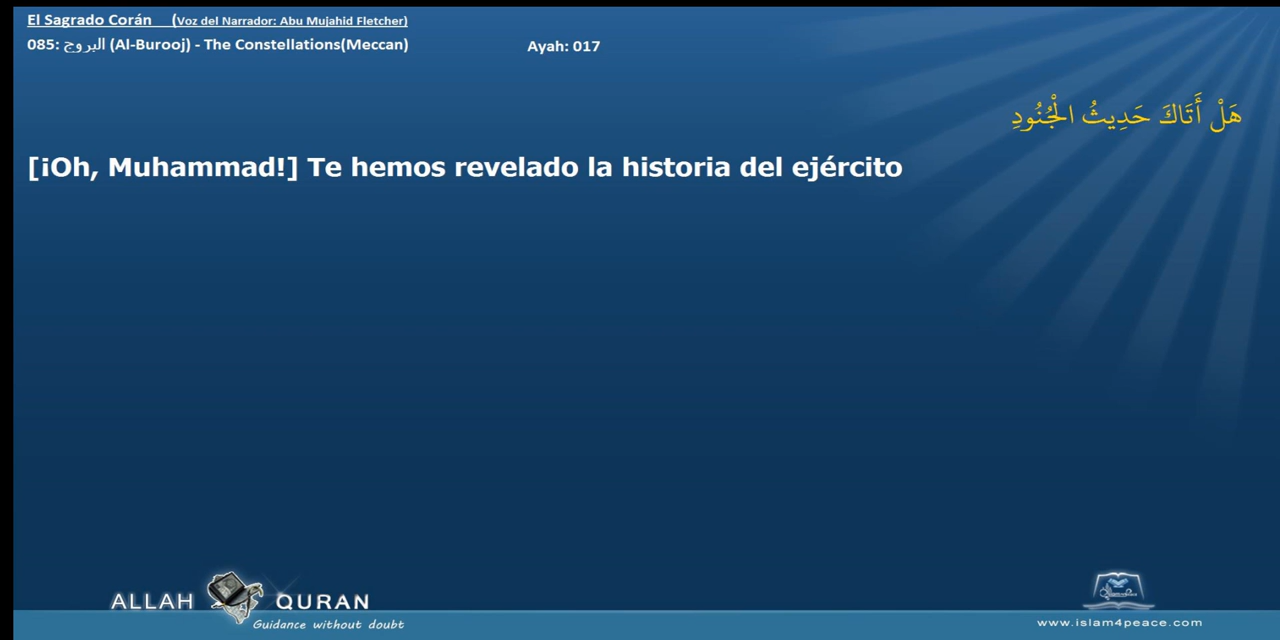 El Sagrado Corán (Voz del Narrador: Abu Mujahid Fletcher)
085: البروج (Al-Burooj) - The Constellations(Meccan)
Ayah: 017
هَلْ أَتَاكَ حَدِيثُ الْجُنُودِ
[¡Oh, Muhammad!] Te hemos revelado la historia del ejército
ALLAH QURAN
Guidance without doubt
www.islam4peace.com